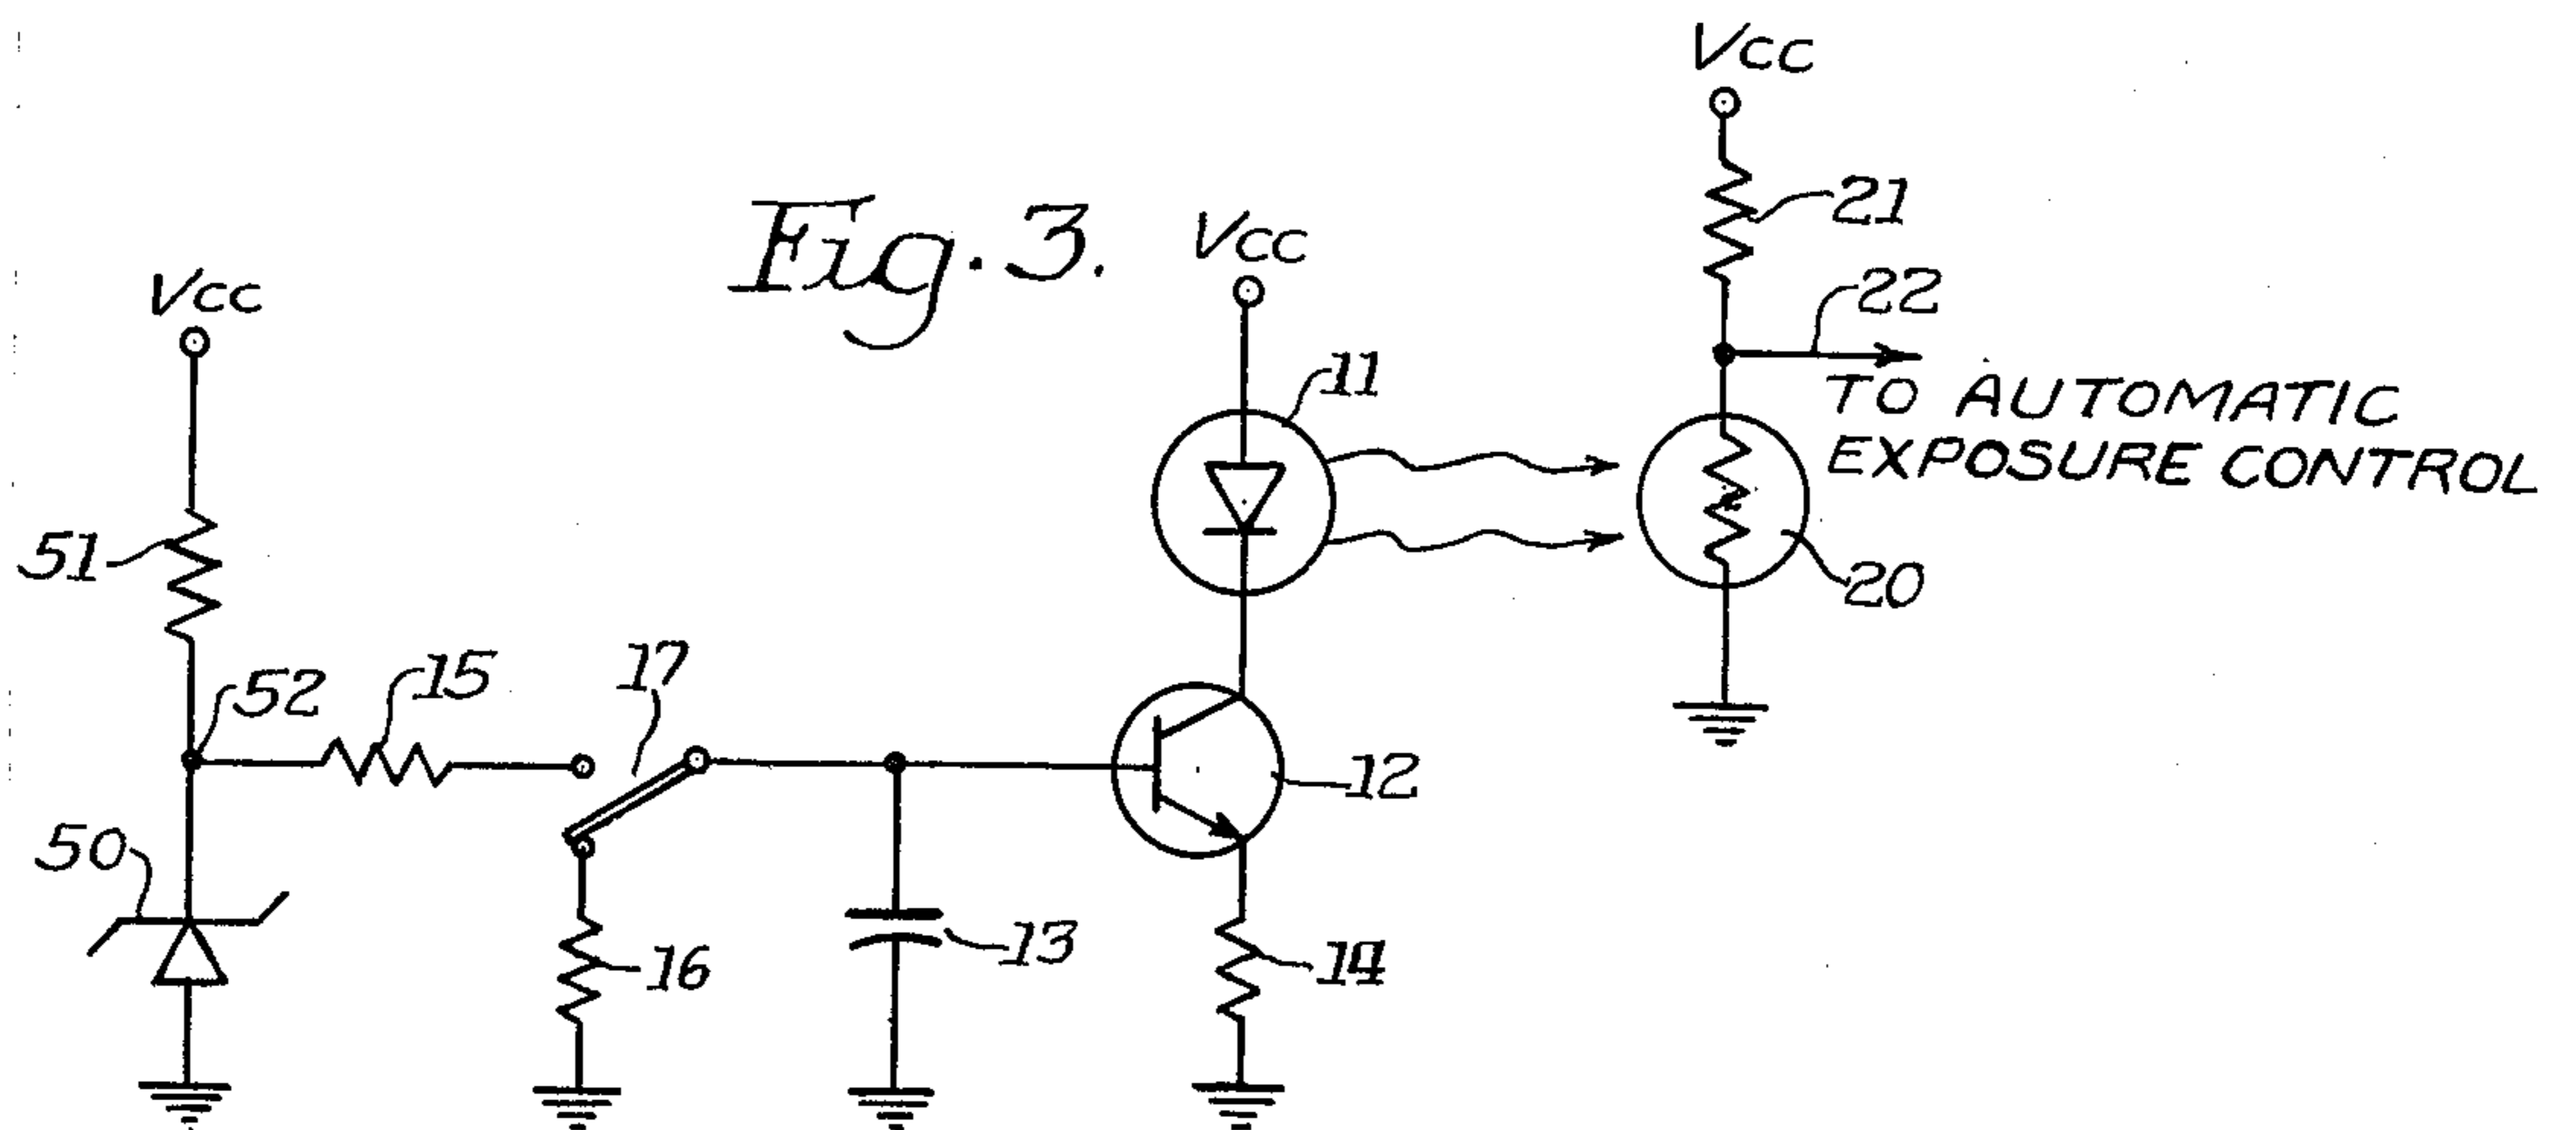 Vcc
21
22
TO AUTOMATIC
EXPOSURE CONTROL
20
Fig. 3.
Vcc
11
Vcc
51
52
15
17
12
50
16
13
14